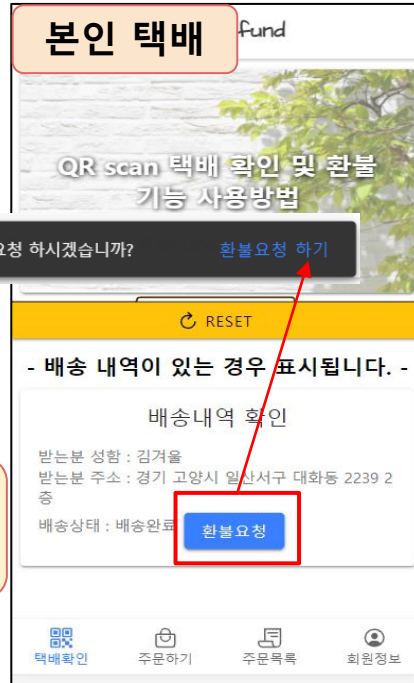 본인 택배
fund
QR scan 택배 확인 및 환불
기능 사용방법
요청 하시겠습니까?
환불요청 하기
RESET
- 배송 내역이 있는 경우 표시됩니다. -
배송내역 확인
받는분 성함 : 김겨울
받는분 주소 : 경기 고양시 일산서구 대화동 2239 2
층
배송상태 : 배송완료
환불요청
택배확인
주문하기
주문목록
회원정보